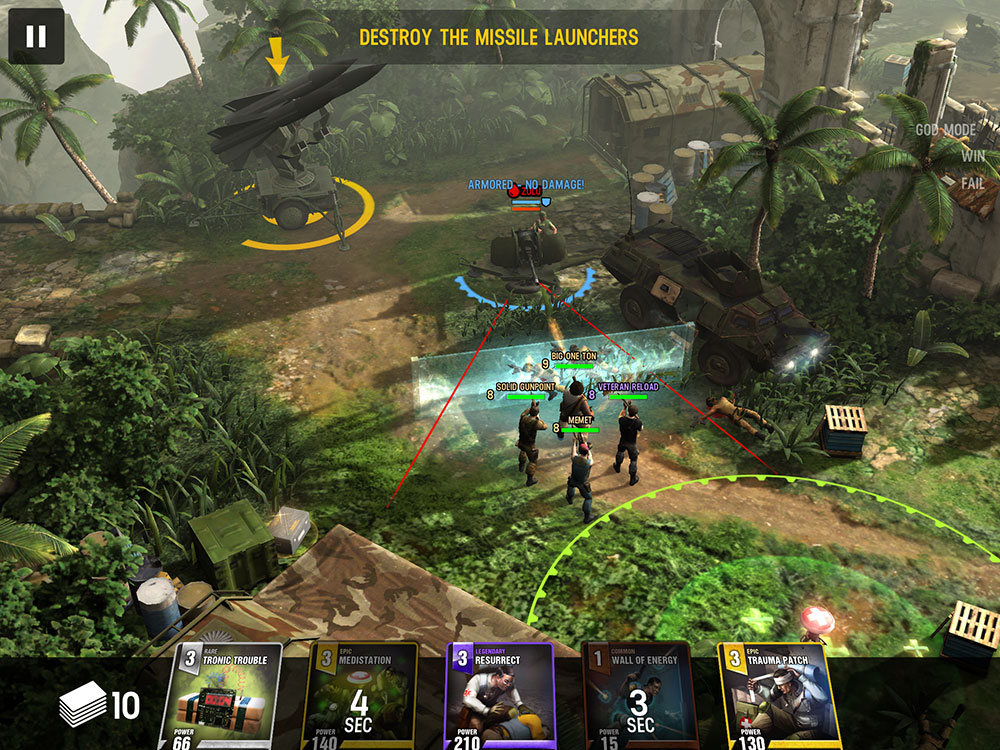 DESTROY THE MISSILE LAUNCHERS
GOD MODE
WIN
FAIL
ARMORED - NO DAMAGE!
ZULU
9 BIG ONE TON
8 SOLID GUNPOINT
8 VETERAN RELOAD
8 MEMET
10
3 RARE
TRONIC TROUBLE
POWER
66
3 EPIC
MEDISTATION
4
SEC
POWER
140
3 LEGENDARY
RESURRECT
POWER
210
1 COMMON
WALL OF ENERGY
3
SEC
POWER
15
3 EPIC
TRAUMA PATCH
POWER
130